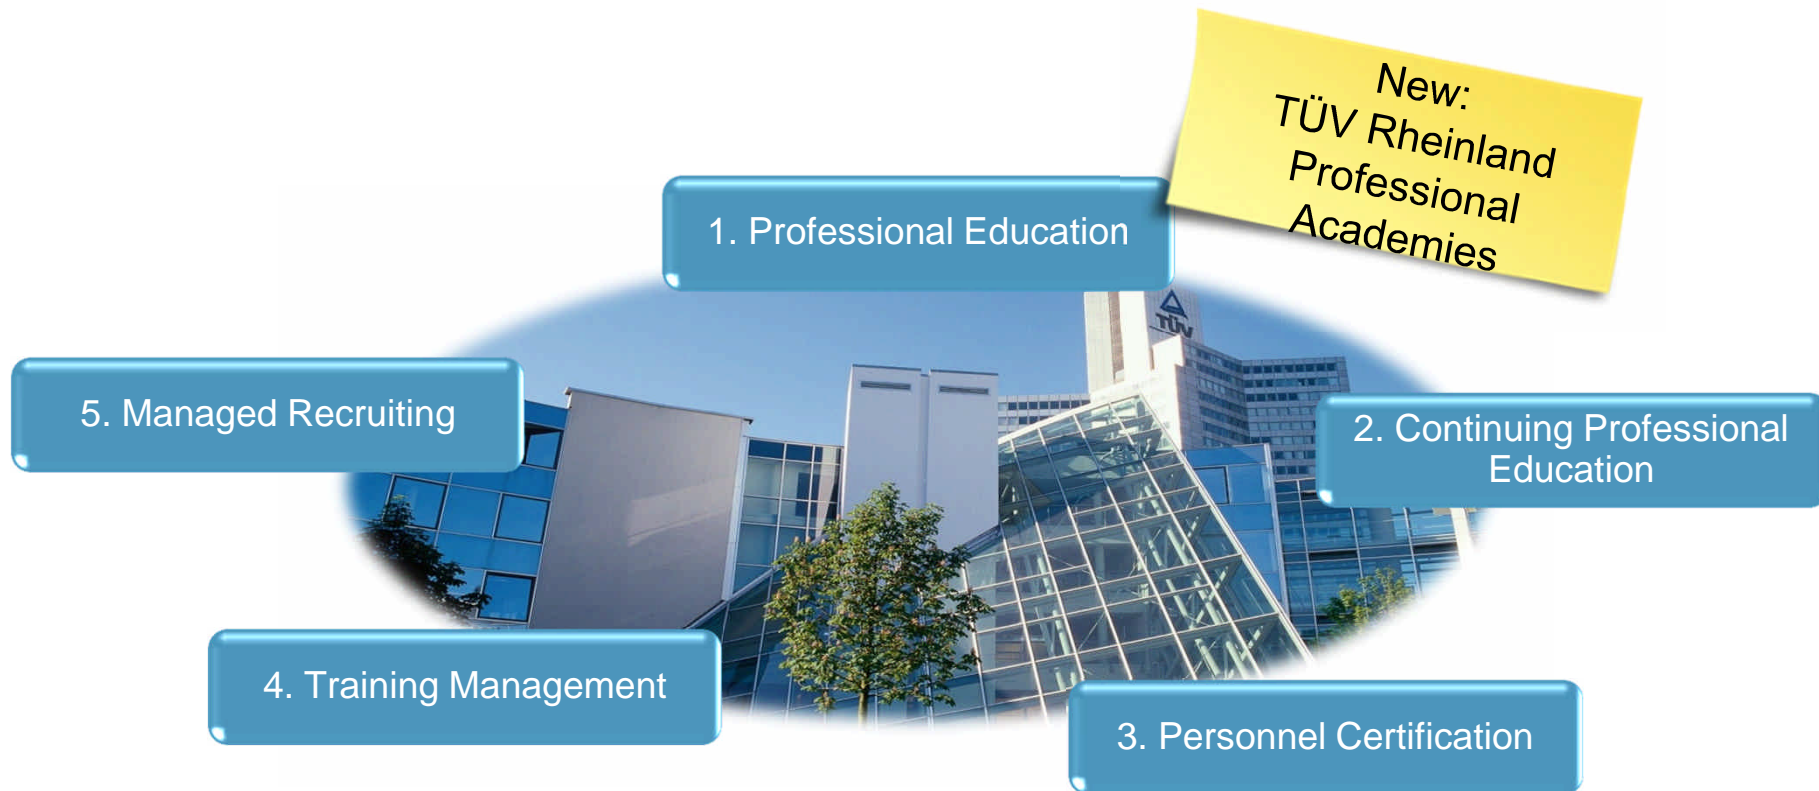 New:
TÜV Rheinland
Professional
Academies
1. Professional Education
TÜV
5. Managed Recruiting
2. Continuing Professional
Education
4. Training Management
3. Personnel Certification